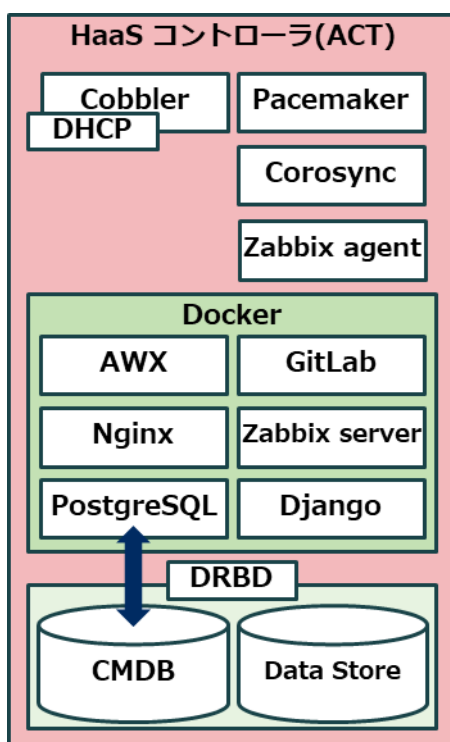 HaaS コントローラ(ACT)
Cobbler
Pacemaker
DHCP
Corosync
Zabbix agent
Docker
AWX
GitLab
Nginx
Zabbix server
PostgreSQL
Django
DRBD
CMDB
Data Store